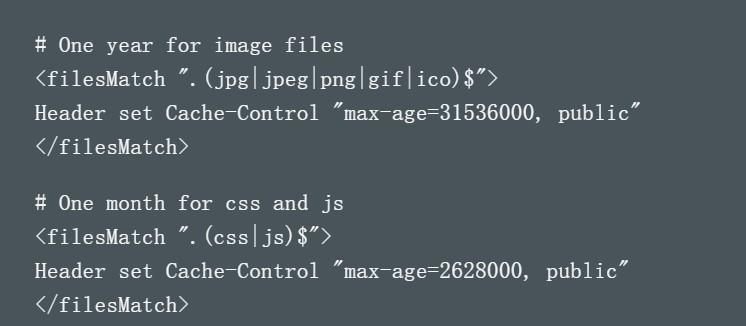 # One year for image files
<filesMatch ".(jpg|jpeg|png|gif|ico)$">
Header set Cache-Control "max-age=31536000, public"
</filesMatch>
# One month for css and js
<filesMatch ".(css|js)$">
Header set Cache-Control "max-age=2628000, public"
</filesMatch>